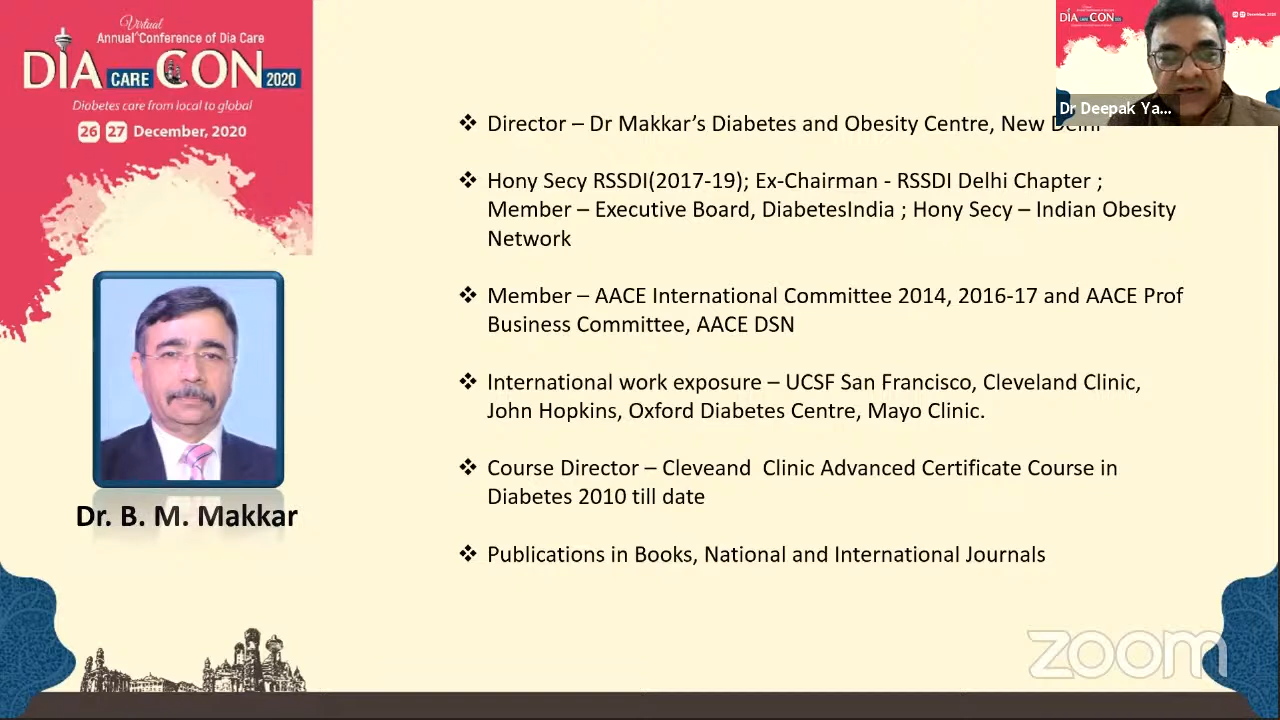 Virtual
Annual Conference of Dia Care
DIA CARE CON 2020
Diabetes care from local to global
26 27 December, 2020
Dr. B. M. Makkar
❖ Director – Dr Makkar's Diabetes and Obesity Centre, New Delhi
❖ Hony Secy RSSDI(2017-19); Ex-Chairman - RSSDI Delhi Chapter ;
Member – Executive Board, DiabetesIndia ; Hony Secy – Indian Obesity
Network
❖ Member – AACE International Committee 2014, 2016-17 and AACE Prof
Business Committee, AACE DSN
❖ International work exposure – UCSF San Francisco, Cleveland Clinic,
John Hopkins, Oxford Diabetes Centre, Mayo Clinic.
❖ Course Director – Cleveand Clinic Advanced Certificate Course in
Diabetes 2010 till date
❖ Publications in Books, National and International Journals
DIA CARE CON
Dr Deepak Ya...
zoom